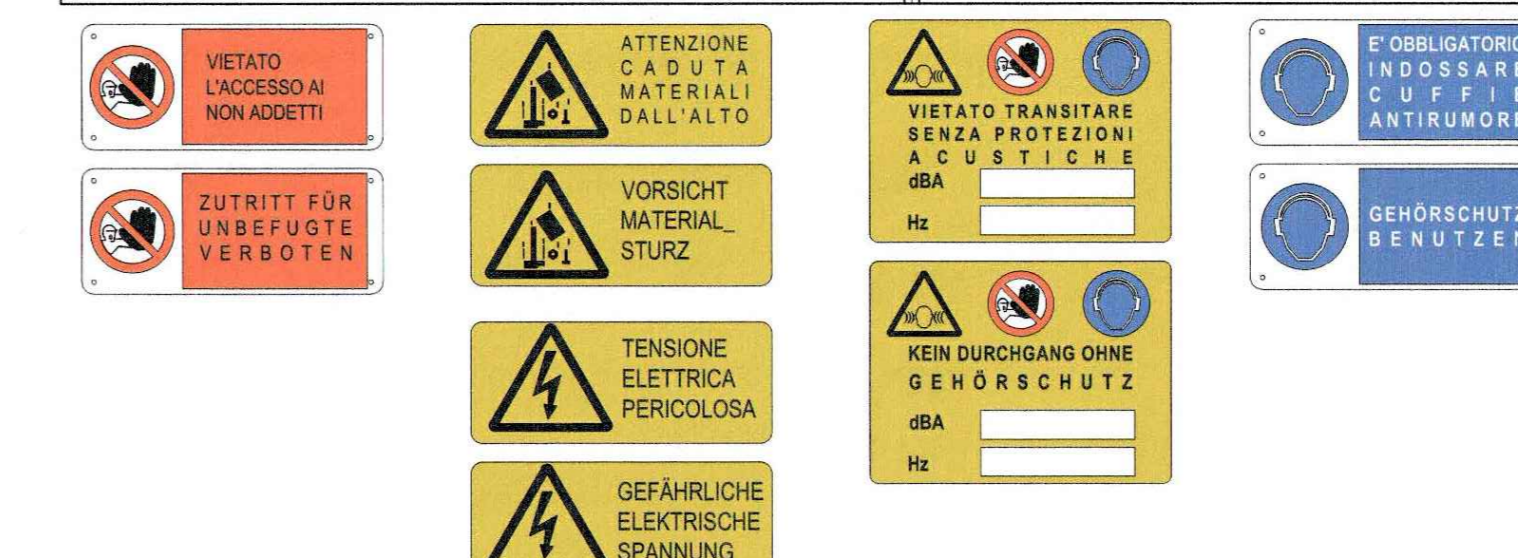 VIETATO
L'ACCESSO AI
NON ADDETTI
ZUTRITT FÜR
UNBEFUGTE
VERBOTEN
ATTENZIONE
CADUTA
MATERIALI
DALL'ALTO
VORSICHT
MATERIAL_
STURZ
TENSIONE
ELETTRICA
PERICOLOSA
GEFÄHRLICHE
ELEKTRISCHE
SPANNUNG
VIETATO TRANSITARE
SENZA PROTEZIONI
ACUSTICHE
dBA
Hz
KEIN DURCHGANG OHNE
GEHÖRSCHUTZ
dBA
Hz
E' OBBLIGATORIO
INDOSSARE
CUFFIE
ANTIRUMORE
GEHÖRSCHUTZ
BENUTZEN